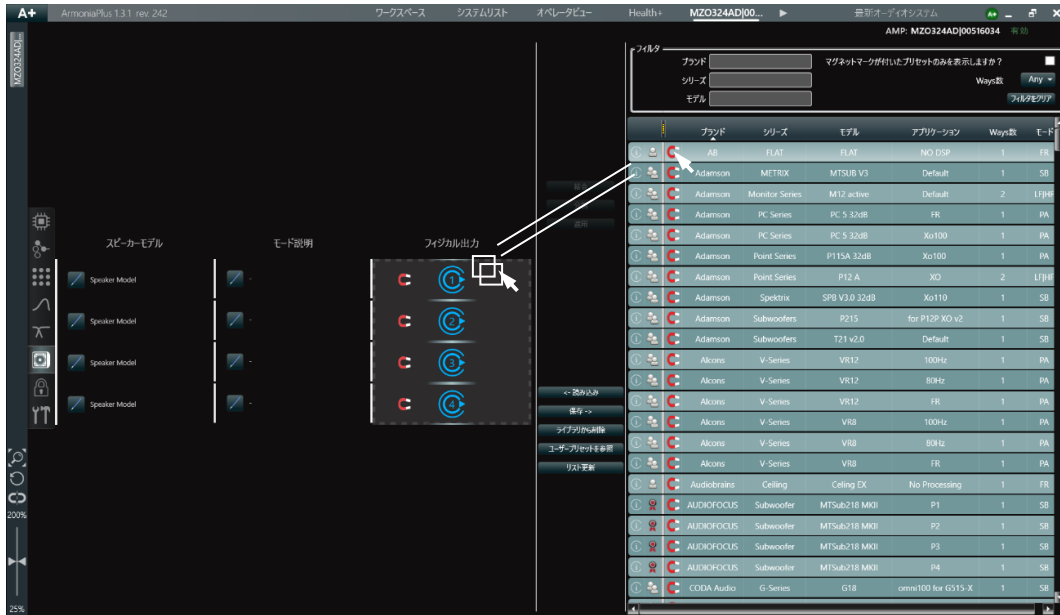 A+ ArmoniaPlus 1.3.1 rev. 242 ワークスペース システムリスト オペレータビュー Health+ MZO324AD|00... 最新オーディオシステム A+
AMP: MZO324AD|00516034 有効
MZO324AD|...
フィルタ
ブランド マグネットマークが付いたプリセットのみを表示しますか？
シリーズ Ways数 Any
モデル フィルタをクリア
ブランド シリーズ モデル アプリケーション Ways数 モード
AB FLAT FLAT NO DSP 1 FR
Adamson METRIX MTSUB V3 Default 1 SB
Adamson Monitor Series M12 active Default 2 LF|HF
Adamson PC Series PC 5 32dB FR 1 PA
Adamson PC Series PC 5 32dB Xo100 1 PA
Adamson Point Series P115A 32dB Xo100 1 PA
Adamson Point Series P12 A XO 2 LF|HF
Adamson Spektrix SPB V3.0 32dB Xo110 1 SB
Adamson Subwoofers P215 for P12P XO v2 1 SB
Adamson Subwoofers T21 v2.0 Default 1 SB
Alcons V-Series VR12 100Hz 1 PA
Alcons V-Series VR12 80Hz 1 PA
Alcons V-Series VR12 FR 1 PA
Alcons V-Series VR8 100Hz 1 PA
Alcons V-Series VR8 80Hz 1 PA
Alcons V-Series VR8 FR 1 PA
Audiobrains Ceiling Celing EX No Processing 1 FR
AUDIOFOCUS Subwoofer MTSub218 MKII P1 1 SB
AUDIOFOCUS Subwoofer MTSub218 MKII P2 1 SB
AUDIOFOCUS Subwoofer MTSub218 MKII P3 1 SB
AUDIOFOCUS Subwoofer MTSub218 MKII P4 1 SB
CODA Audio G-Series G18 omni100 for G515-X 1 SB
スピーカーモデル モード説明 フィジカル出力
Speaker Model - 1
Speaker Model - 2
Speaker Model - 3
Speaker Model - 4
適用
<- 読み込み
保存 ->
ライブラリから削除
ユーザープリセットを参照
リスト更新
200%
25%